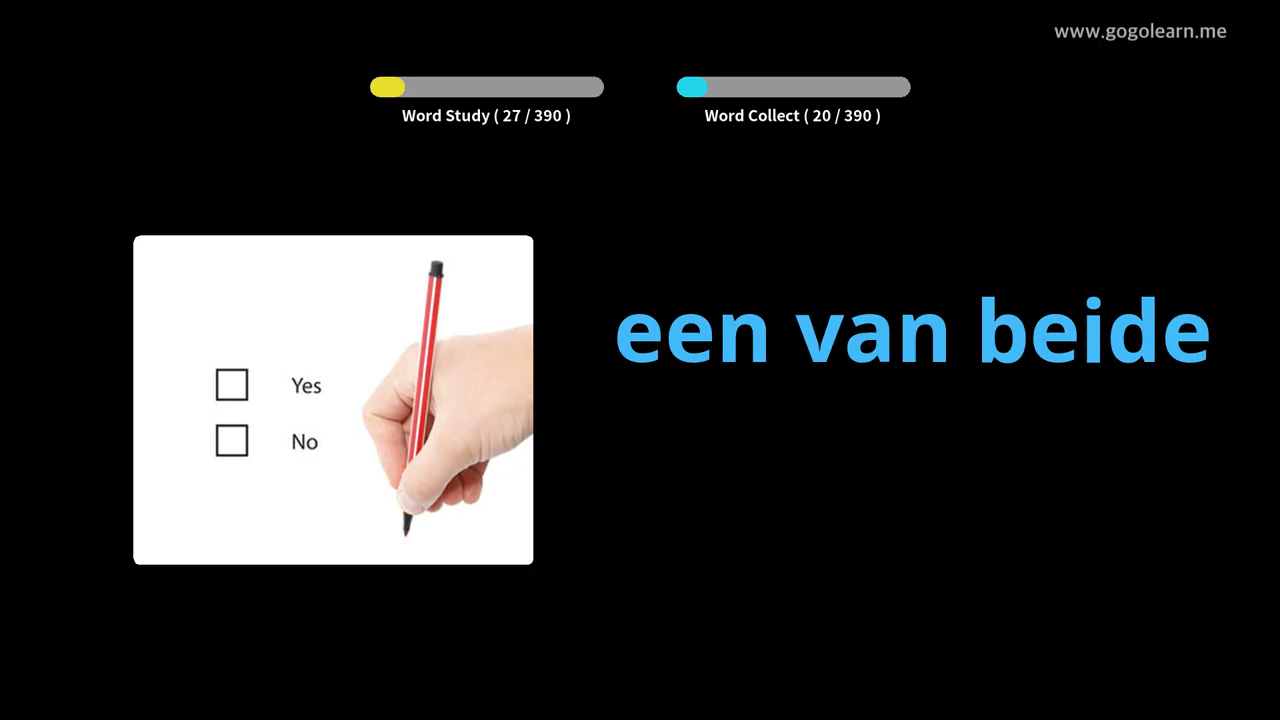 www.gogolearn.me
Word Study ( 27 / 390 )
Word Collect ( 20 / 390 )
een van beide
Yes
No